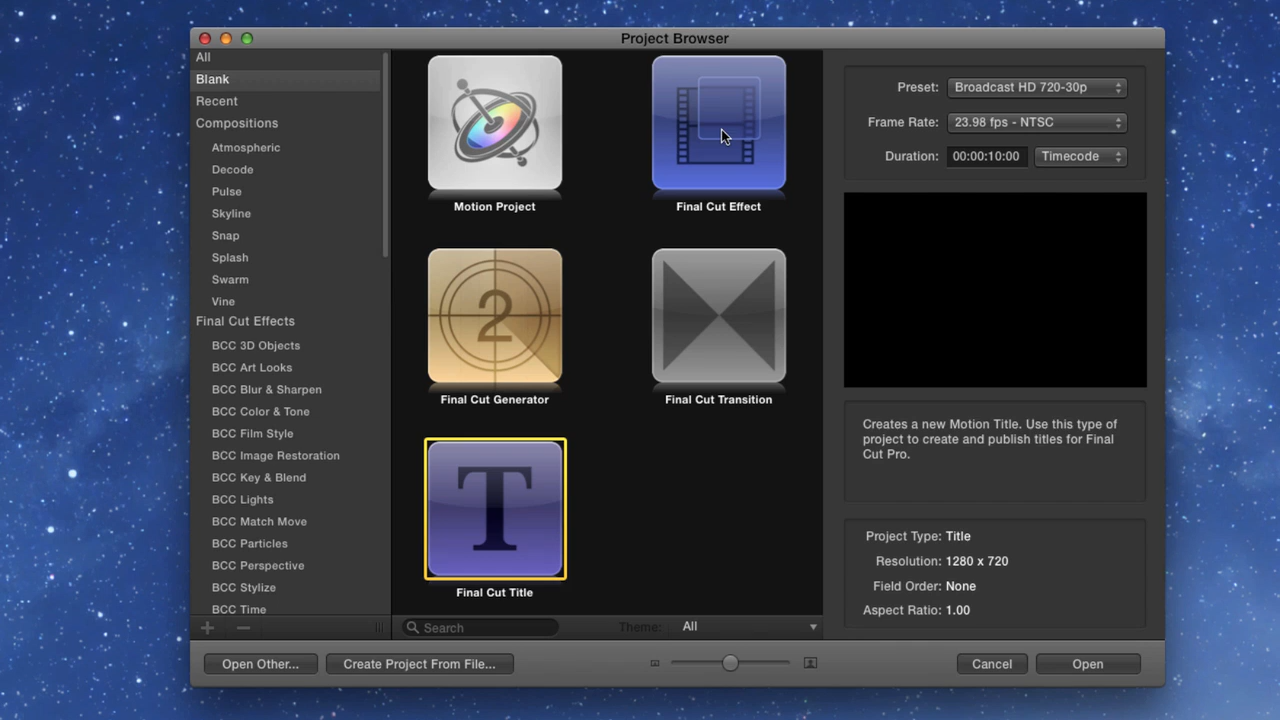 Project Browser
All
Blank
Recent
Compositions
Atmospheric
Decode
Pulse
Skyline
Snap
Splash
Swarm
Vine
Final Cut Effects
BCC 3D Objects
BCC Art Looks
BCC Blur & Sharpen
BCC Color & Tone
BCC Film Style
BCC Image Restoration
BCC Key & Blend
BCC Lights
BCC Match Move
BCC Particles
BCC Perspective
BCC Stylize
BCC Time
Motion Project
Final Cut Effect
2
Final Cut Generator
Final Cut Transition
T
Final Cut Title
Search
Theme: All
Preset: Broadcast HD 720-30p
Frame Rate: 23.98 fps - NTSC
Duration: 00:00:10:00 Timecode
Creates a new Motion Title. Use this type of
project to create and publish titles for Final
Cut Pro.
Project Type: Title
Resolution: 1280 x 720
Field Order: None
Aspect Ratio: 1.00
Open Other...
Create Project From File...
Cancel
Open